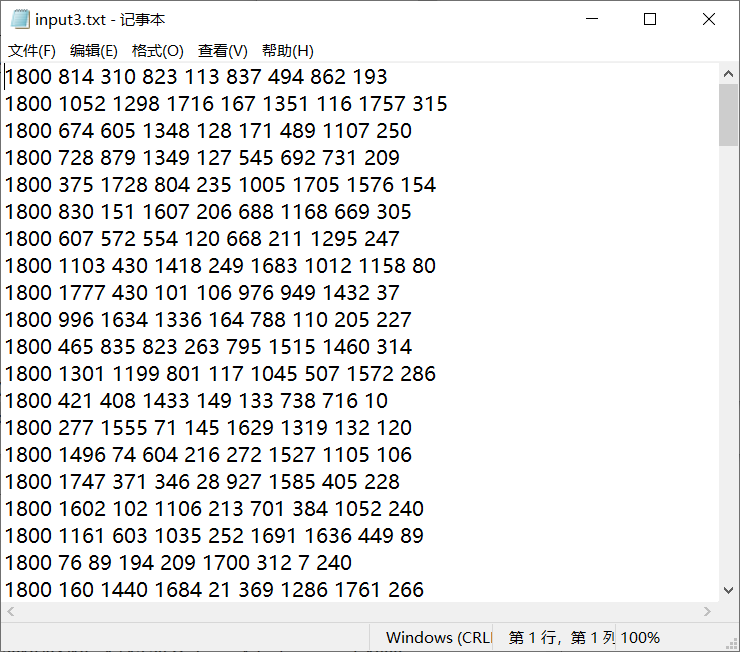 input3.txt - 记事本
文件(F) 编辑(E) 格式(O) 查看(V) 帮助(H)
1800 814 310 823 113 837 494 862 193
1800 1052 1298 1716 167 1351 116 1757 315
1800 674 605 1348 128 171 489 1107 250
1800 728 879 1349 127 545 692 731 209
1800 375 1728 804 235 1005 1705 1576 154
1800 830 151 1607 206 688 1168 669 305
1800 607 572 554 120 668 211 1295 247
1800 1103 430 1418 249 1683 1012 1158 80
1800 1777 430 101 106 976 949 1432 37
1800 996 1634 1336 164 788 110 205 227
1800 465 835 823 263 795 1515 1460 314
1800 1301 1199 801 117 1045 507 1572 286
1800 421 408 1433 149 133 738 716 10
1800 277 1555 71 145 1629 1319 132 120
1800 1496 74 604 216 272 1527 1105 106
1800 1747 371 346 28 927 1585 405 228
1800 1602 102 1106 213 701 384 1052 240
1800 1161 603 1035 252 1691 1636 449 89
1800 76 89 194 209 1700 312 7 240
1800 160 1440 1684 21 369 1286 1761 266
Windows (CRL 第 1 行，第 1 列 100%